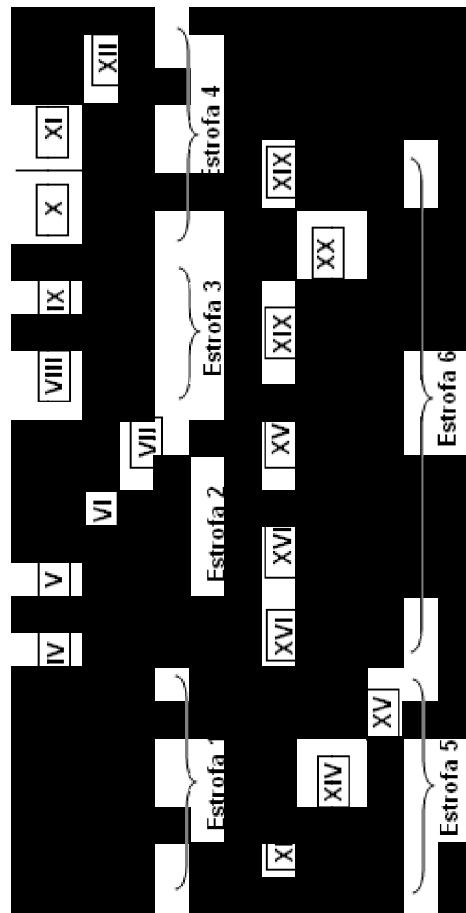 IV V VIII IX X XI
VI XII
VII
Estrofa 1 Estrofa 2 Estrofa 3 Estrofa 4
XVI XVI XV XIX XIX
XIV XX
XV
Estrofa 5 Estrofa 6